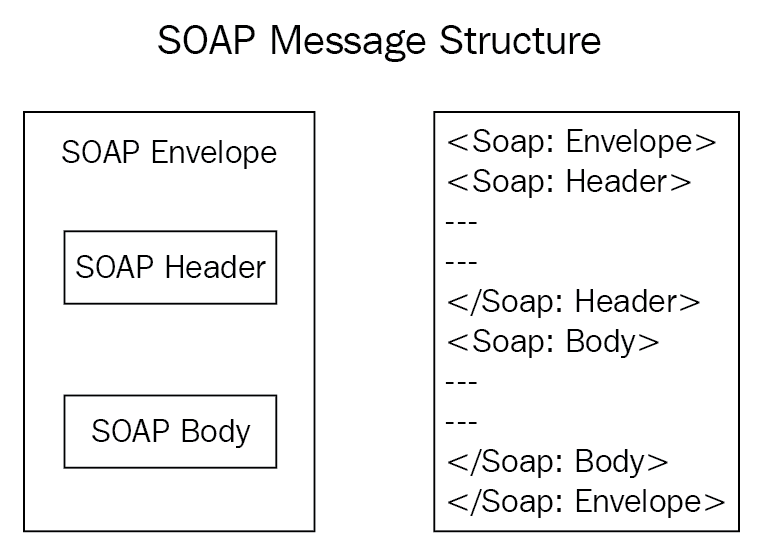 SOAP Message Structure
SOAP Envelope
SOAP Header
SOAP Body
<Soap: Envelope>
<Soap: Header>
---
---
</Soap: Header>
<Soap: Body>
---
---
</Soap: Body>
</Soap: Envelope>